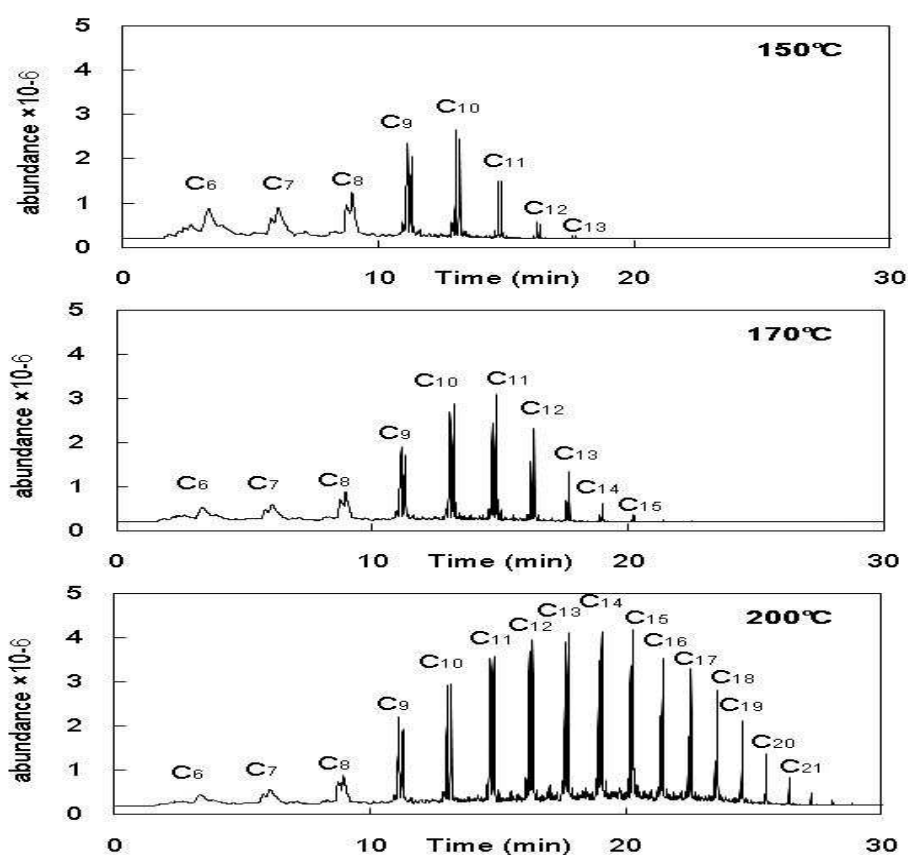 5
150°C
4
abundance ×10-6
3
C9 C10
2
C11
C6 C7 C8
1
C12 C13
0
0 10 Time (min) 20 30
5
170°C
4
abundance ×10-6
C10 C11
3
C12
2
C9
C13
1
C6 C7 C8 C14 C15
0
0 10 Time (min) 20 30
5
200°C
C11 C12 C13 C14 C15
4
abundance ×10-6
C16 C17
C10
3
C18
C9 C19
2
C20
C6 C7 C8 C21
1
0
0 10 Time (min) 20 30